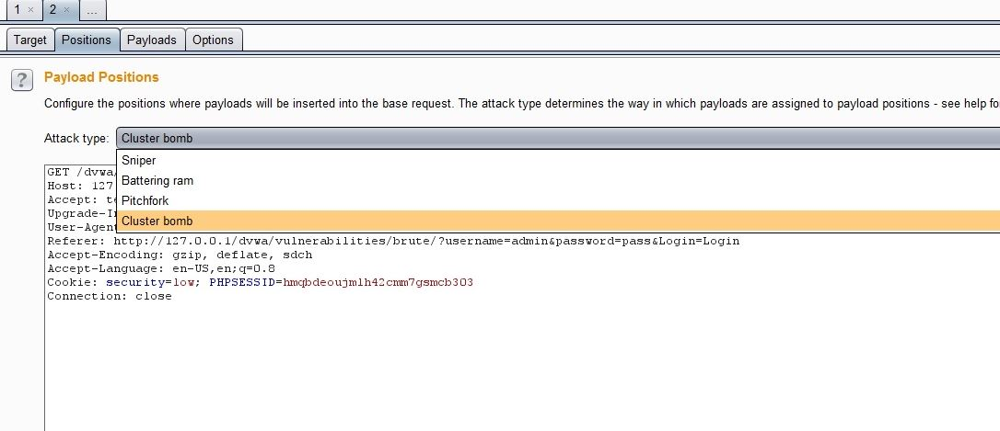 1 × 2 × ...
Target Positions Payloads Options
? Payload Positions
Configure the positions where payloads will be inserted into the base request. The attack type determines the way in which payloads are assigned to payload positions - see help fo
Attack type: Cluster bomb
Sniper
GET /dvwa/
Battering ram
Host: 127
Pitchfork
Accept: te
Upgrade-In
Cluster bomb
User-Agent
Referer: http://127.0.0.1/dvwa/vulnerabilities/brute/?username=admin&password=pass&Login=Login
Accept-Encoding: gzip, deflate, sdch
Accept-Language: en-US,en;q=0.8
Cookie: security=low; PHPSESSID=hmqbdeoujmlh42cmm7gsmcb303
Connection: close